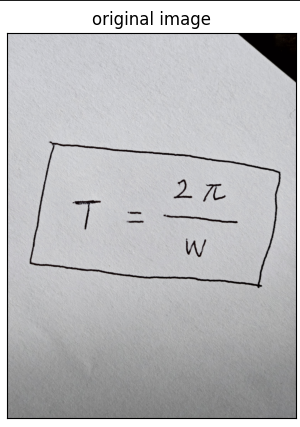 original image
T = 2π / w